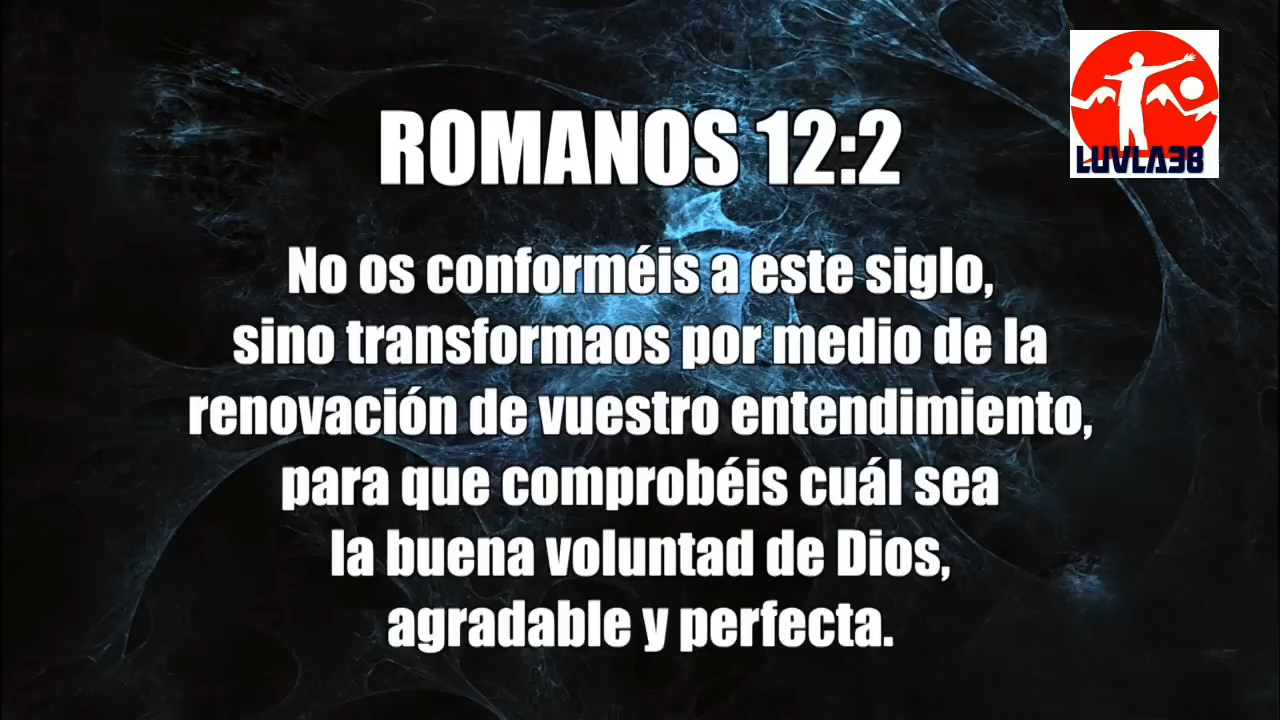 LUVLA38
ROMANOS 12:2
No os conforméis a este siglo,
sino transformaos por medio de la
renovación de vuestro entendimiento,
para que comprobéis cuál sea
la buena voluntad de Dios,
agradable y perfecta.